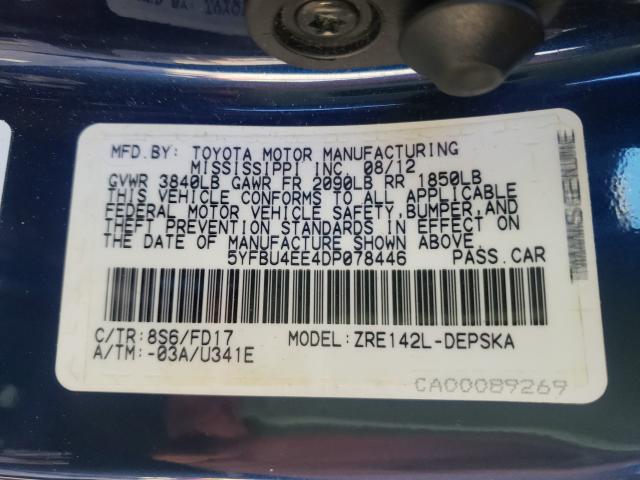 MFD.BY: TOYOTA MOTOR MANUFACTURING
MISSISSIPPI INC. 08/12
GVWR 3840LB GAWR FR 2090LB RR 1850LB
THIS VEHICLE CONFORMS TO ALL APPLICABLE
FEDERAL MOTOR VEHICLE SAFETY,BUMPER,AND
THEFT PREVENTION STANDARDS IN EFFECT ON
THE DATE OF MANUFACTURE SHOWN ABOVE.
5YFBU4EE4DP078446 PASS.CAR
C/TR:8S6/FD17 MODEL:ZRE142L-DEPSKA
A/TM:-03A/U341E
CA00089269